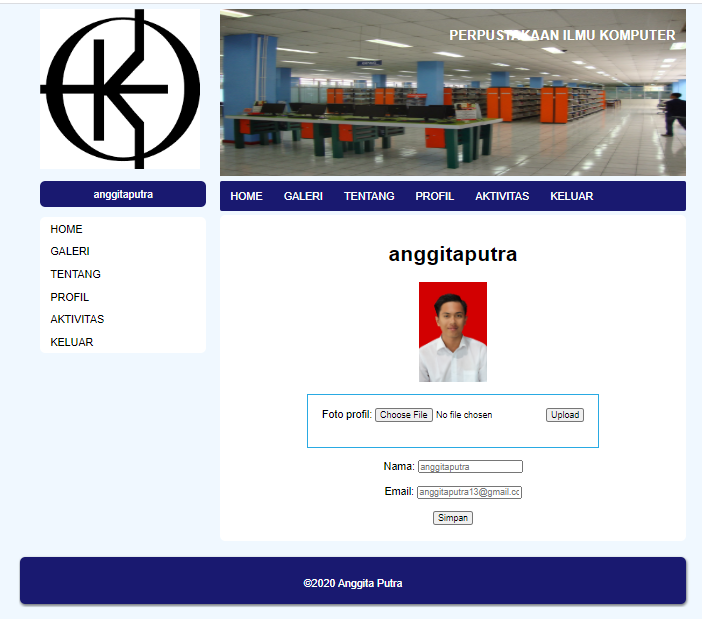 PERPUSTAKAAN ILMU KOMPUTER
anggitaputra
HOME
GALERI
TENTANG
PROFIL
AKTIVITAS
KELUAR
HOME GALERI TENTANG PROFIL AKTIVITAS KELUAR
anggitaputra
Foto profil: Choose File No file chosen Upload
Nama: anggitaputra
Email: anggitaputra13@gmail.cc
Simpan
©2020 Anggita Putra